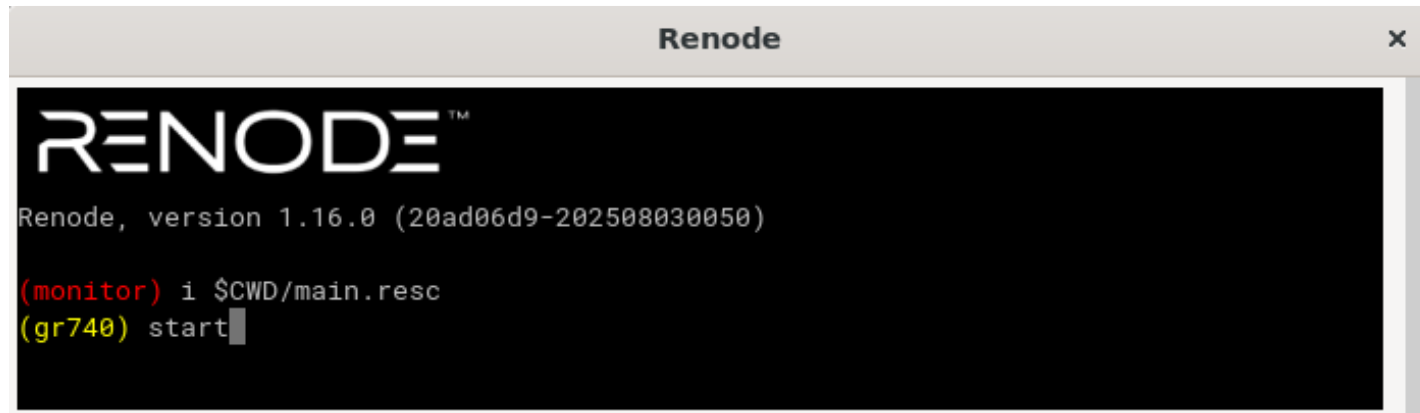 Renode ×
RENODE™
Renode, version 1.16.0 (20ad06d9-202508030050)
(monitor) i $CWD/main.resc
(gr740) start